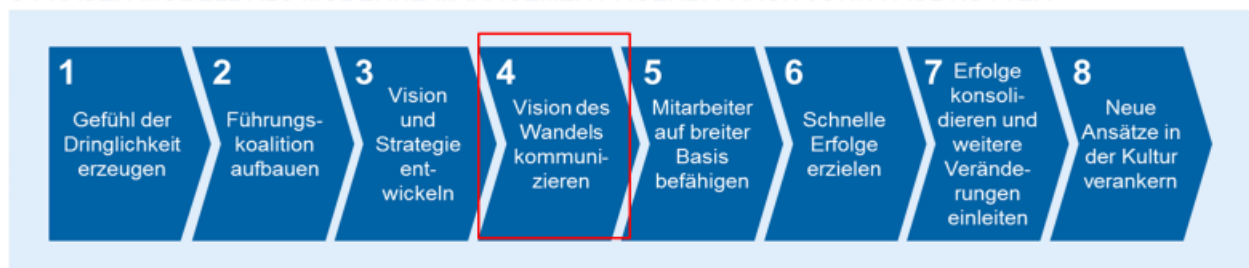 1
Gefühl der
Dringlichkeit
erzeugen
2
Führungs-
koalition
aufbauen
3
Vision
und
Strategie
ent-
wickeln
4
Vision des
Wandels
kommuni-
zieren
5
Mitarbeiter
auf breiter
Basis
befähigen
6
Schnelle
Erfolge
erzielen
7
Erfolge
konsoli-
dieren und
weitere
Verände-
rungen
einleiten
8
Neue
Ansätze in
der Kultur
verankern